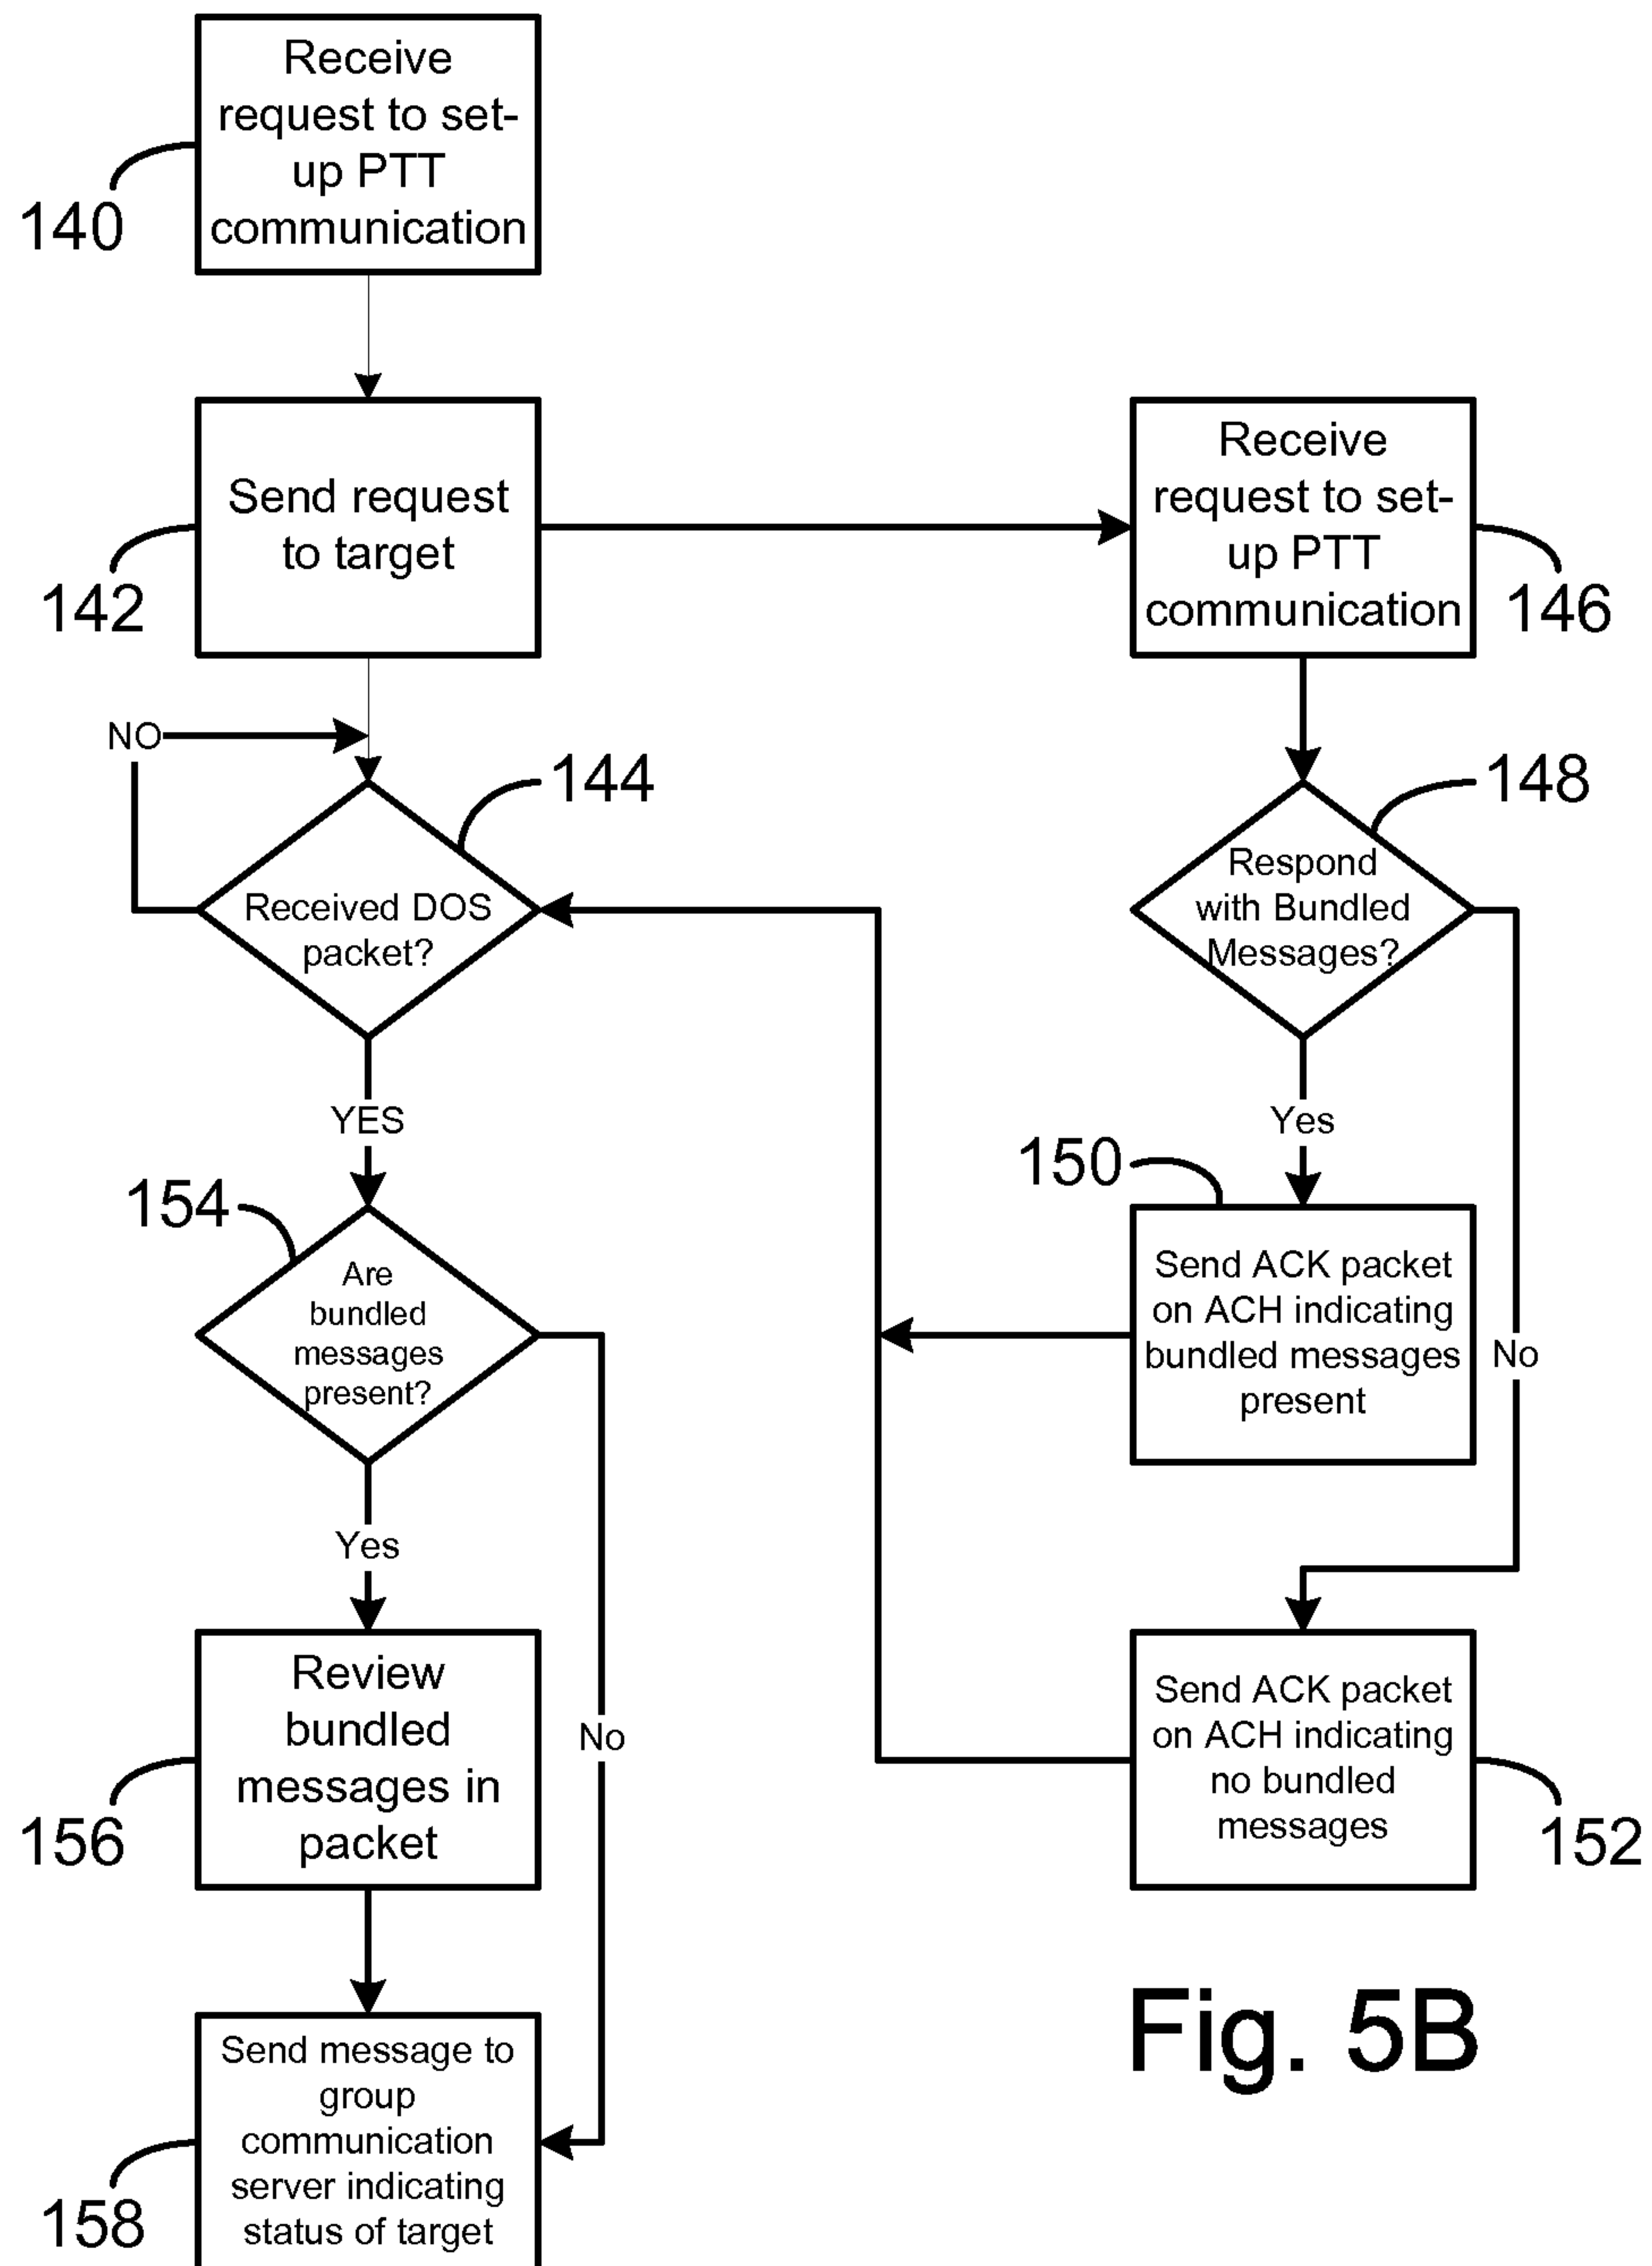 Receive
request to set-
up PTT
communication
140
Send request
to target
142
Receive
request to set-
up PTT
communication
146
NO
144
Received DOS
packet?
148
Respond
with Bundled
Messages?
YES
Yes
150
154
Are
bundled
messages
present?
Send ACK packet
on ACH indicating
bundled messages
present
No
Yes
Review
bundled
messages in
packet
156
No
Send ACK packet
on ACH indicating
no bundled
messages
152
Send message to
group
communication
server indicating
status of target
158
Fig. 5B